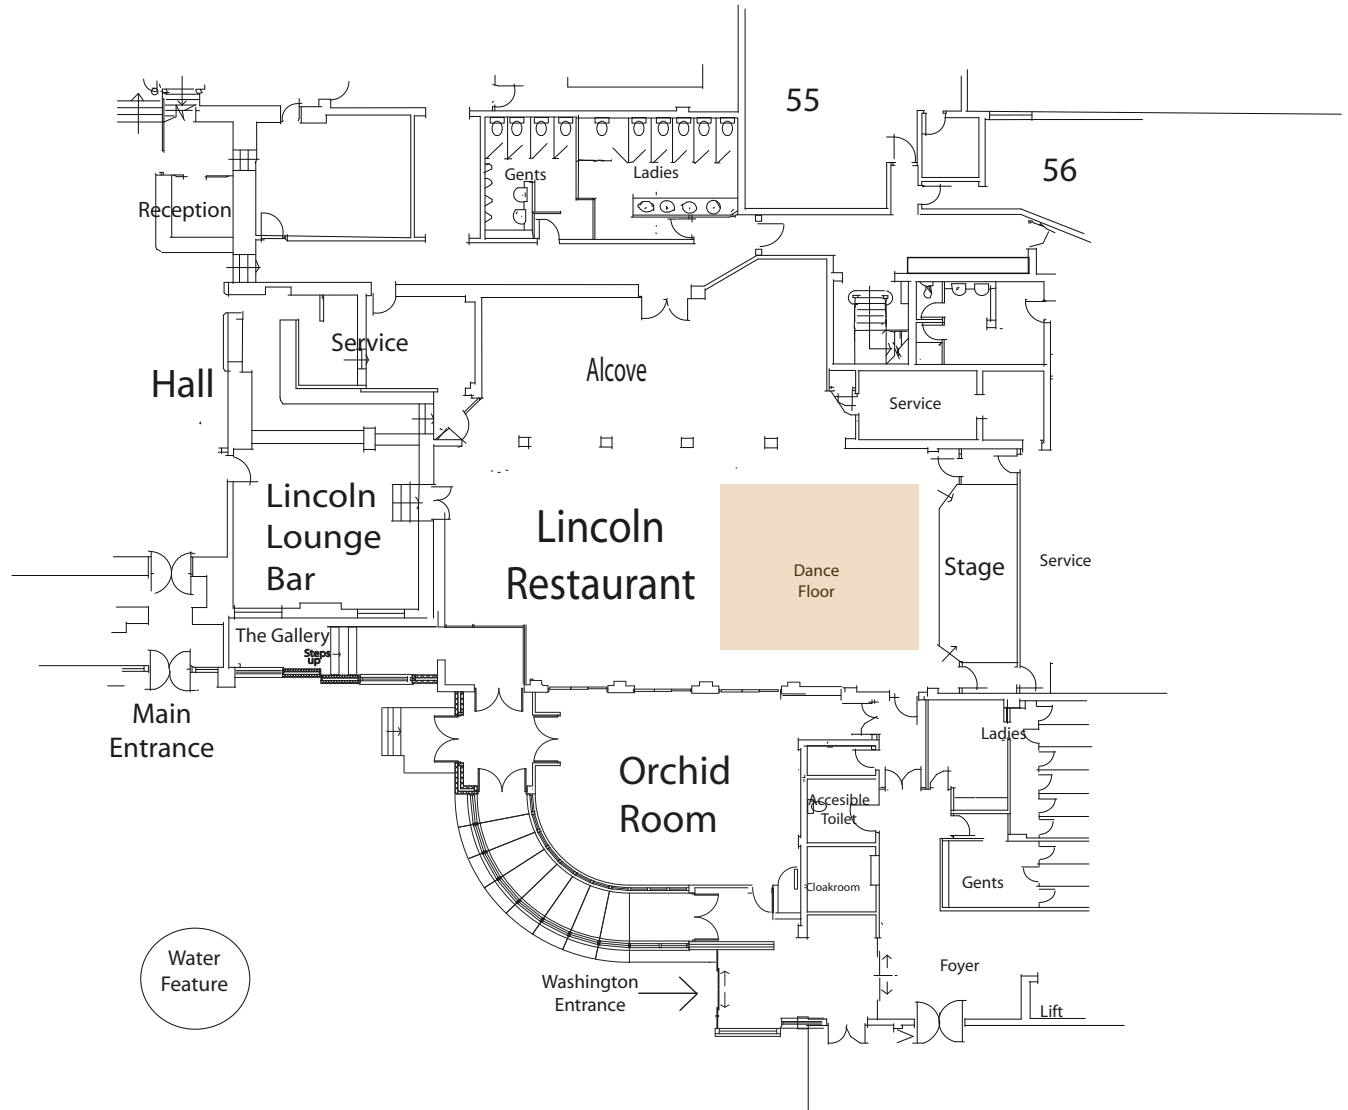 55
56
Gents
Ladies
Reception
Service
Hall
Alcove
Service
Lincoln
Lounge
Bar
Lincoln
Restaurant
Dance
Floor
Stage
Service
The Gallery
Steps
up
Main
Entrance
Ladies
Orchid
Room
Accesible
Toilet
Cloakroom
Gents
Water
Feature
Washington
Entrance
Foyer
Lift